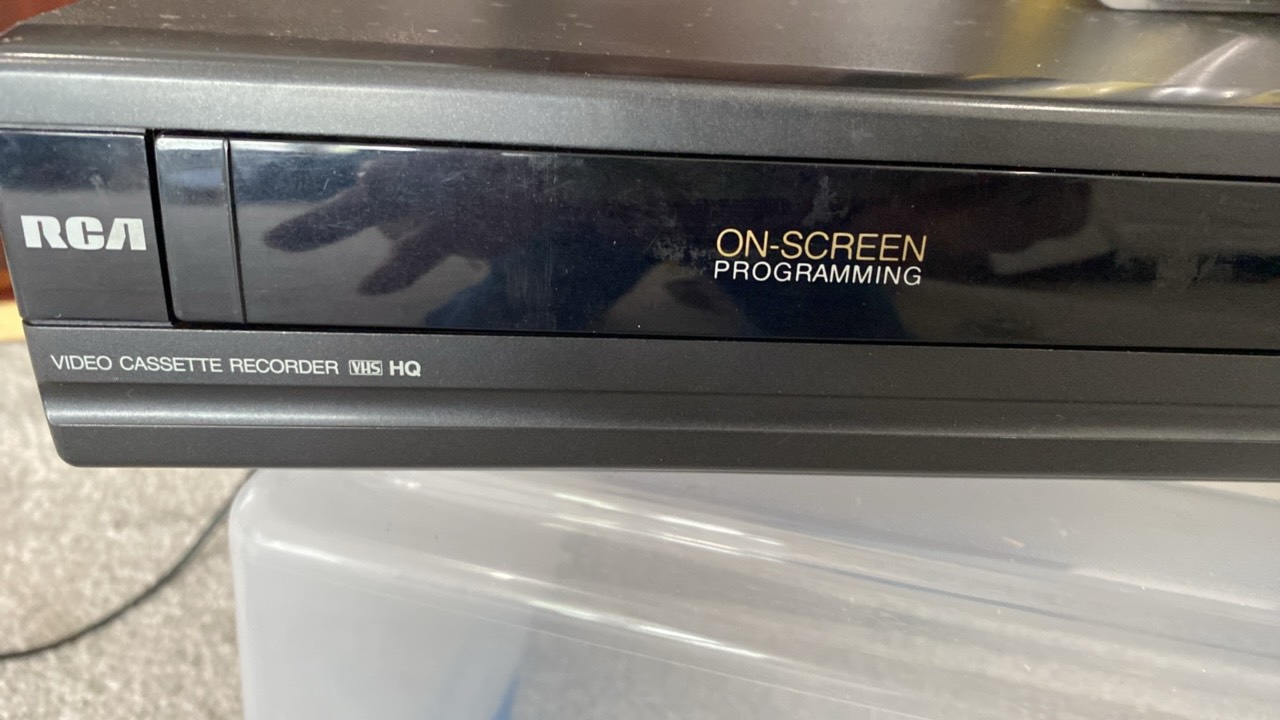 RCA
ON-SCREEN
PROGRAMMING
VIDEO CASSETTE RECORDER VHS HQ